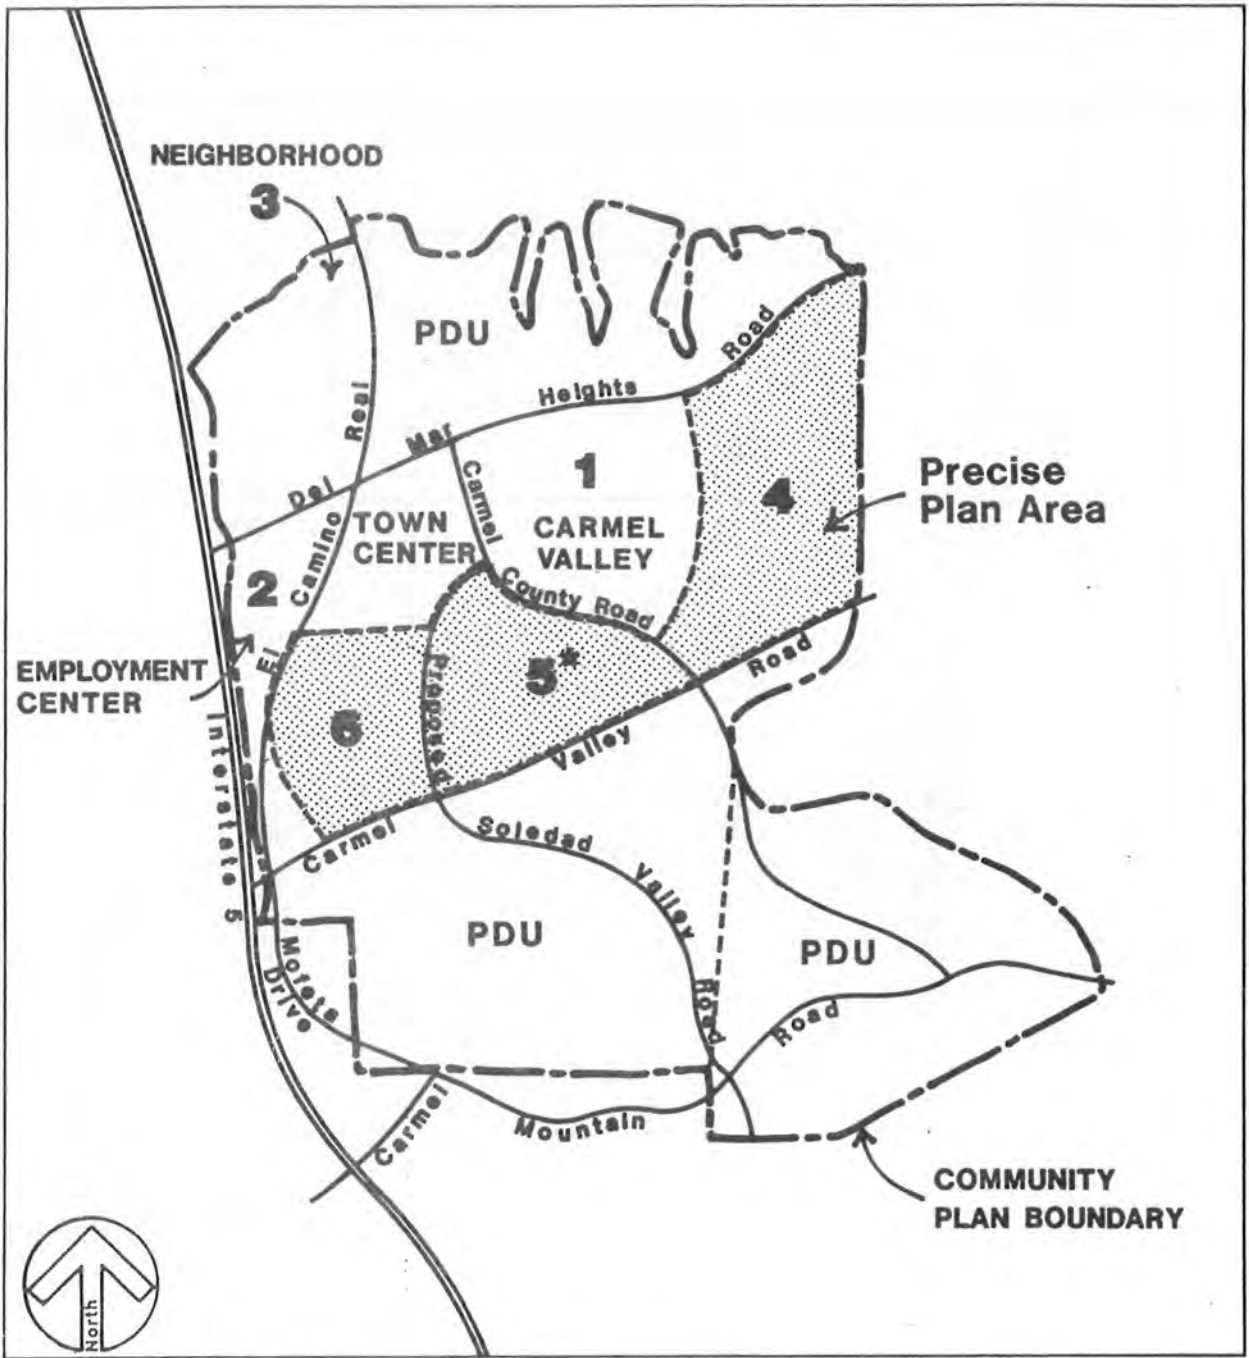 NEIGHBORHOOD
3
PDU
Road
Heights
Real
Mar
Del
Carmel
1
4
Precise
Plan Area
TOWN
CENTER
CARMEL
VALLEY
Camino
2
County Road
El
EMPLOYMENT
CENTER
Proposed
5*
6
Road
Valley
Interstate 5
Carmel
Soledad
Valley
Road
PDU
PDU
Mofeta
Drive
Road
Carmel
Mountain
COMMUNITY
PLAN BOUNDARY
North